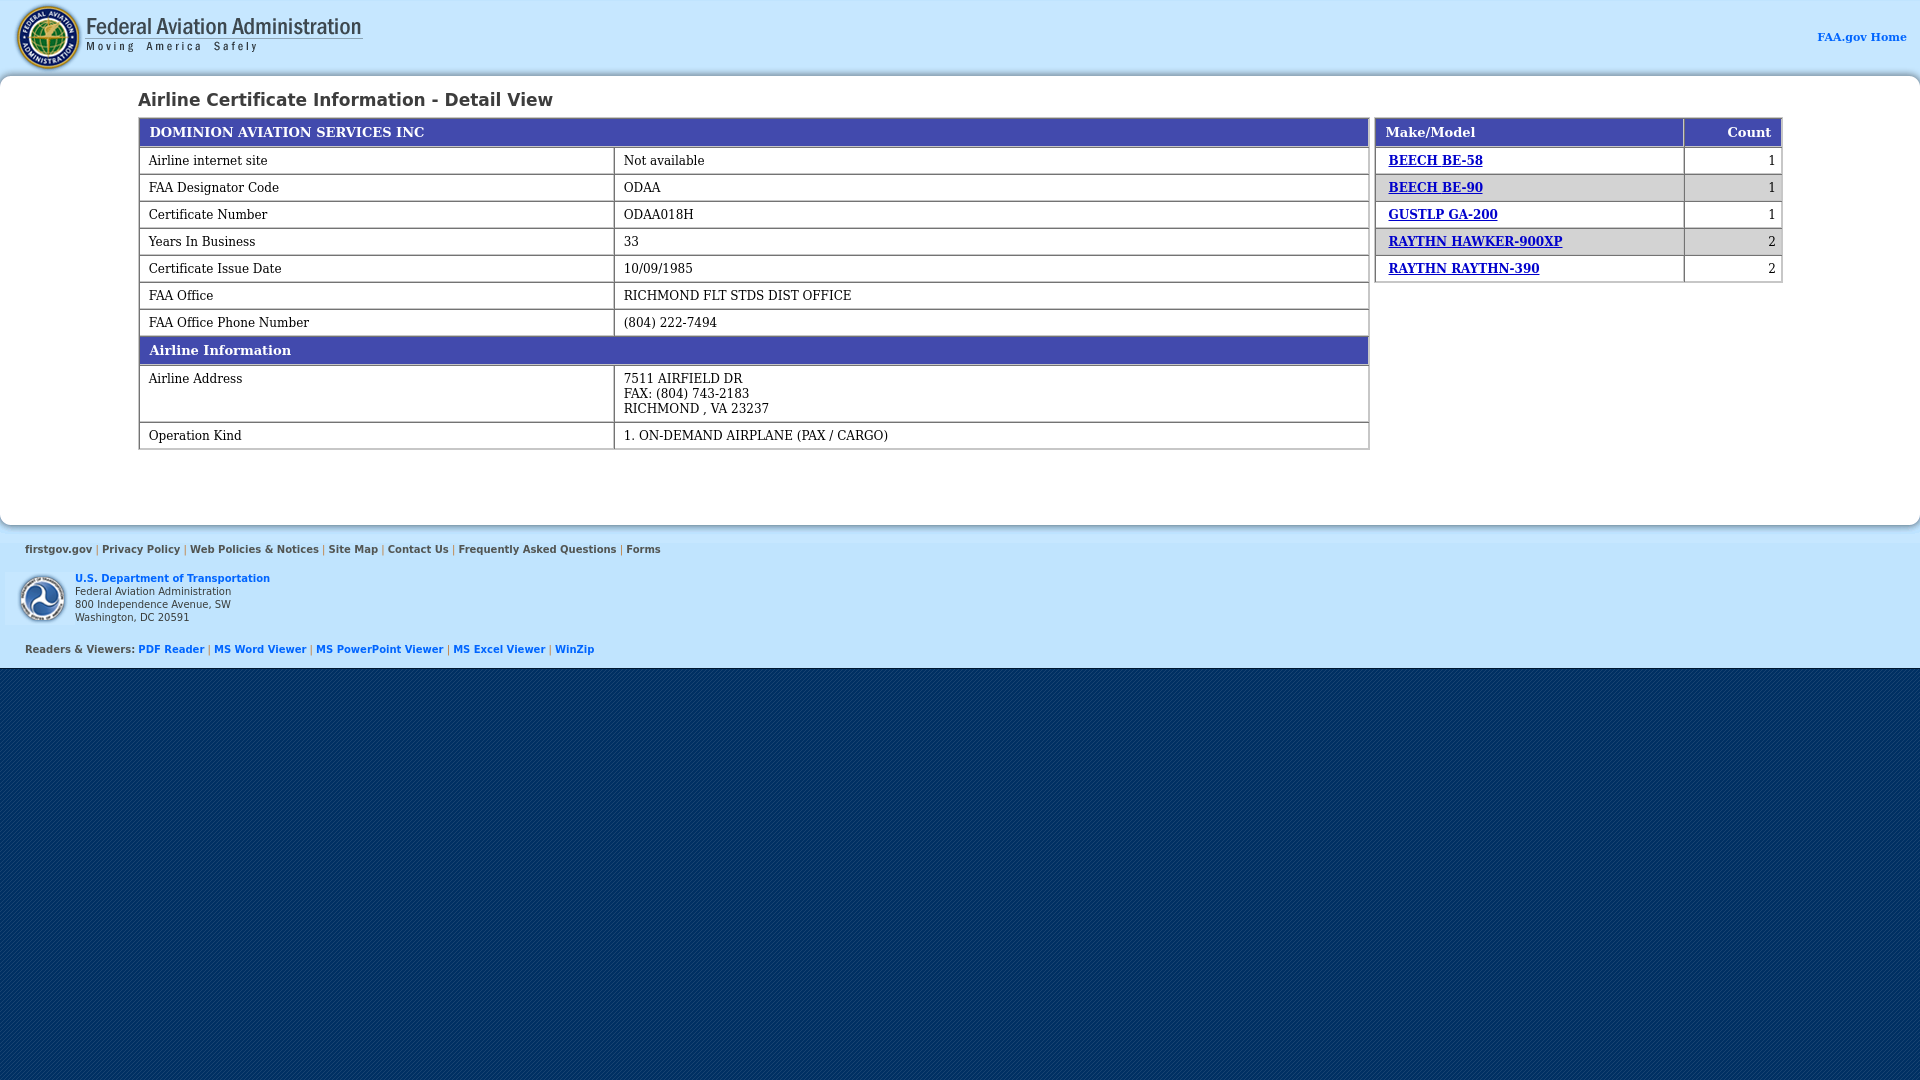 Federal Aviation Administration
Moving America Safely
FAA.gov Home
Airline Certificate Information - Detail View
DOMINION AVIATION SERVICES INC
Airline internet site Not available
FAA Designator Code ODAA
Certificate Number ODAA018H
Years In Business 33
Certificate Issue Date 10/09/1985
FAA Office RICHMOND FLT STDS DIST OFFICE
FAA Office Phone Number (804) 222-7494
Airline Information
Airline Address 7511 AIRFIELD DR
FAX: (804) 743-2183
RICHMOND , VA 23237
Operation Kind 1. ON-DEMAND AIRPLANE (PAX / CARGO)
Make/Model Count
BEECH BE-58 1
BEECH BE-90 1
GUSTLP GA-200 1
RAYTHN HAWKER-900XP 2
RAYTHN RAYTHN-390 2
firstgov.gov | Privacy Policy | Web Policies & Notices | Site Map | Contact Us | Frequently Asked Questions | Forms
U.S. Department of Transportation
Federal Aviation Administration
800 Independence Avenue, SW
Washington, DC 20591
Readers & Viewers: PDF Reader | MS Word Viewer | MS PowerPoint Viewer | MS Excel Viewer | WinZip